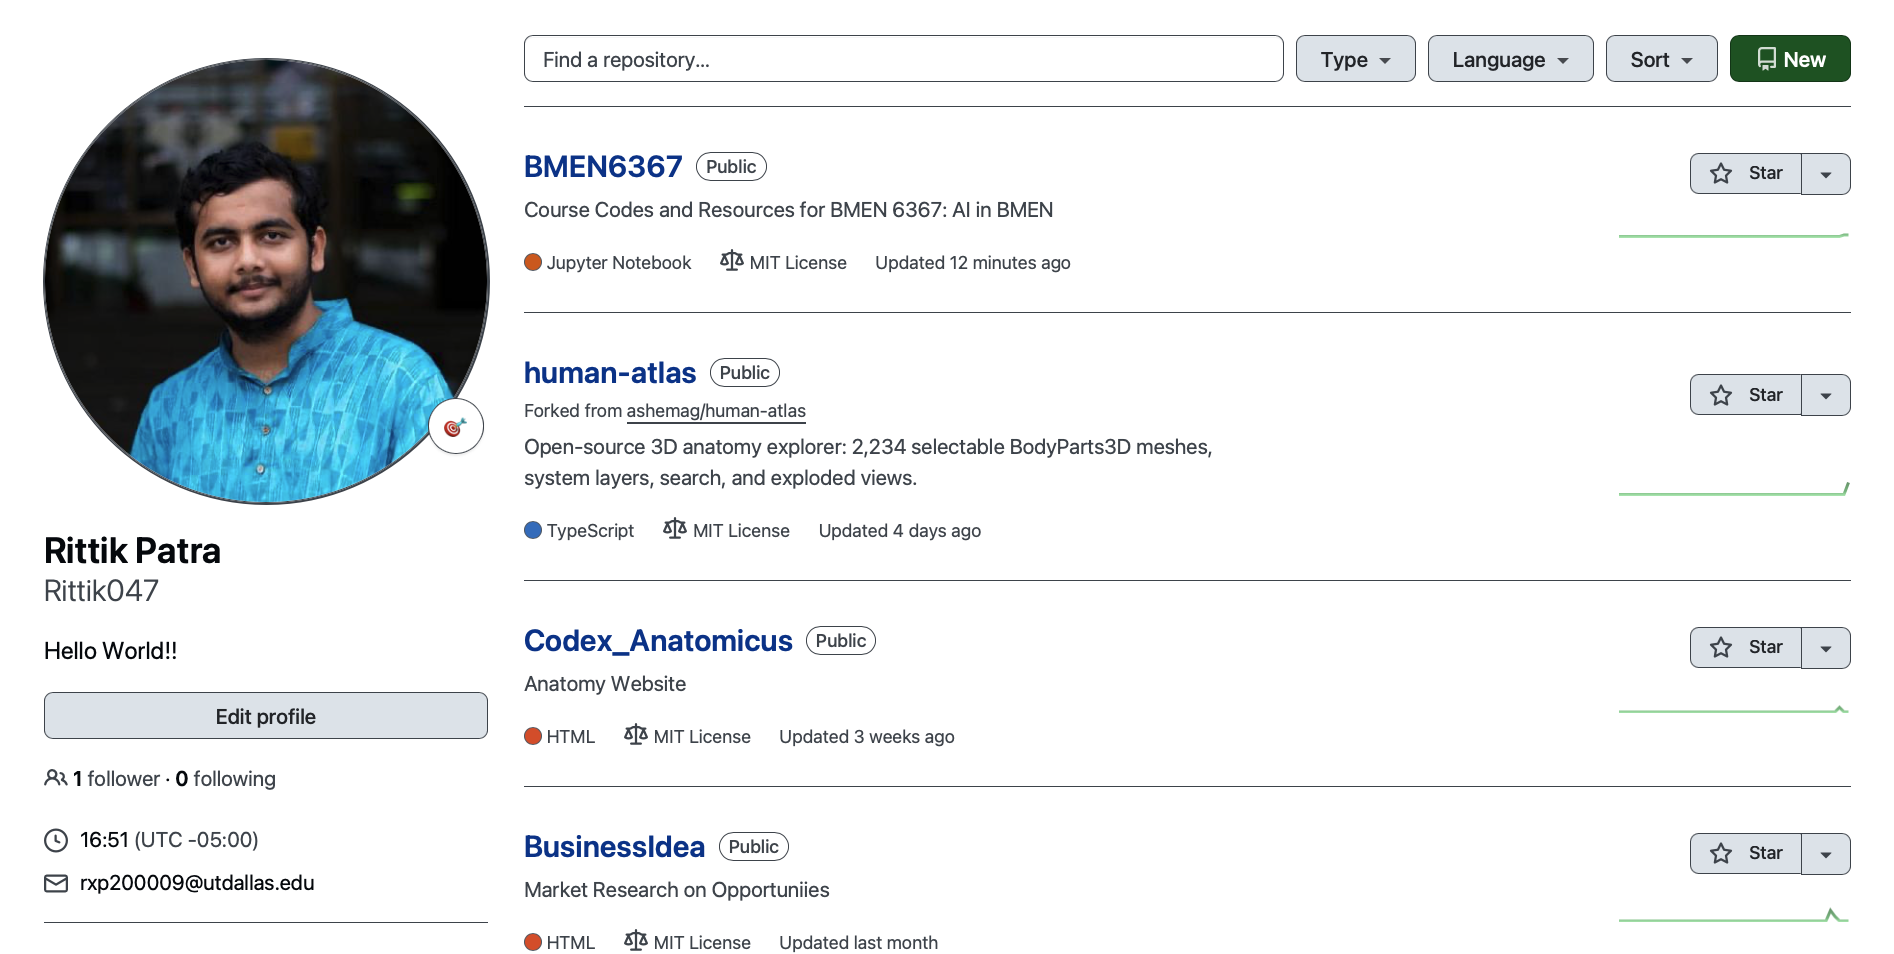 Find a repository...
Type
Language
Sort
New
BMEN6367 Public
Star
Course Codes and Resources for BMEN 6367: AI in BMEN
Jupyter Notebook MIT License Updated 12 minutes ago
human-atlas Public
Star
Forked from ashemag/human-atlas
Open-source 3D anatomy explorer: 2,234 selectable BodyParts3D meshes,
system layers, search, and exploded views.
TypeScript MIT License Updated 4 days ago
Codex_Anatomicus Public
Star
Anatomy Website
HTML MIT License Updated 3 weeks ago
BusinessIdea Public
Star
Market Research on Opportuniies
HTML MIT License Updated last month
Rittik Patra
Rittik047
Hello World!!
Edit profile
1 follower · 0 following
16:51 (UTC -05:00)
rxp200009@utdallas.edu